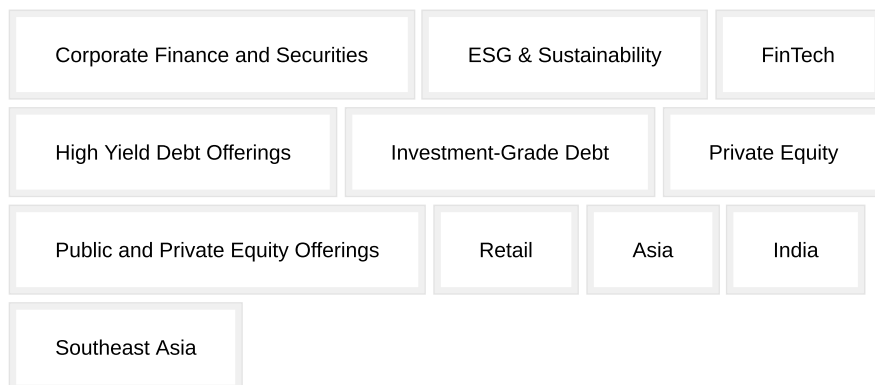 Corporate Finance and Securities ESG & Sustainability FinTech
High Yield Debt Offerings Investment-Grade Debt Private Equity
Public and Private Equity Offerings Retail Asia India
Southeast Asia